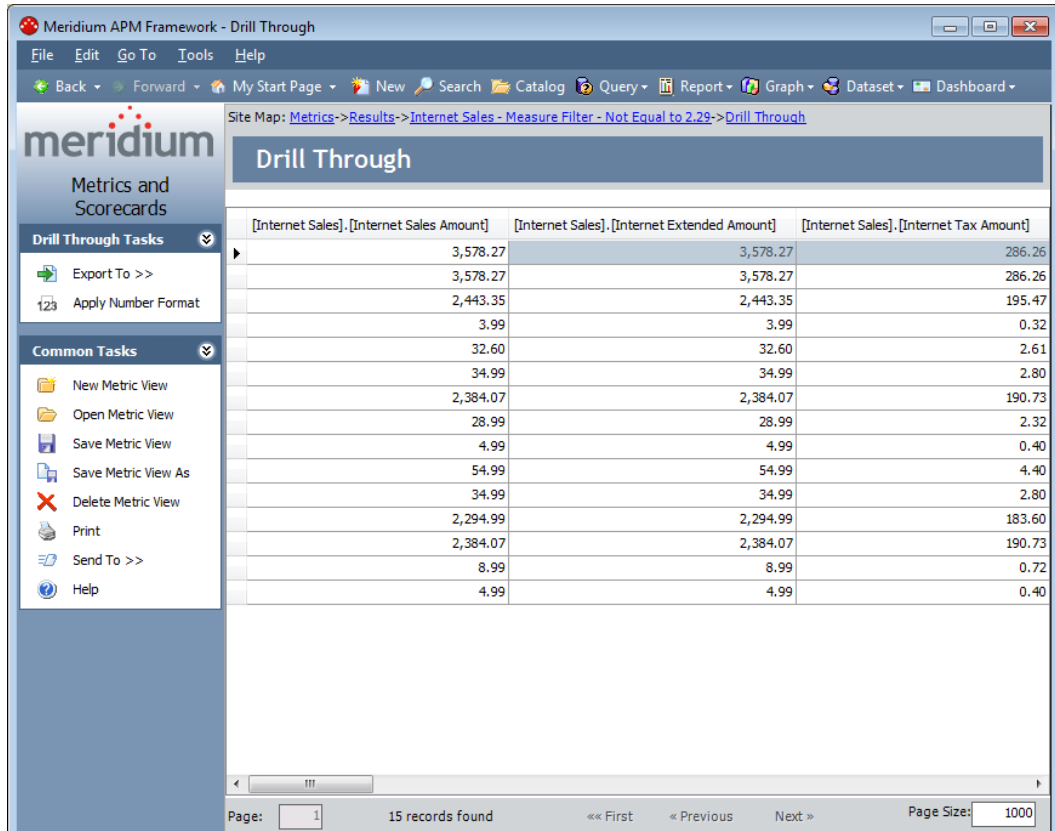 Meridium APM Framework - Drill Through
File Edit Go To Tools Help
Back Forward My Start Page New Search Catalog Query Report Graph Dataset Dashboard
meridium
Metrics and
Scorecards
Site Map: Metrics->Results->Internet Sales - Measure Filter - Not Equal to 2.29->Drill Through
Drill Through
Drill Through Tasks
Export To >>
123 Apply Number Format
Common Tasks
New Metric View
Open Metric View
Save Metric View
Save Metric View As
Delete Metric View
Print
Send To >>
Help
[Internet Sales].[Internet Sales Amount] [Internet Sales].[Internet Extended Amount] [Internet Sales].[Internet Tax Amount]
3,578.27 3,578.27 286.26
3,578.27 3,578.27 286.26
2,443.35 2,443.35 195.47
3.99 3.99 0.32
32.60 32.60 2.61
34.99 34.99 2.80
2,384.07 2,384.07 190.73
28.99 28.99 2.32
4.99 4.99 0.40
54.99 54.99 4.40
34.99 34.99 2.80
2,294.99 2,294.99 183.60
2,384.07 2,384.07 190.73
8.99 8.99 0.72
4.99 4.99 0.40
Page: 1 15 records found «« First « Previous Next » Page Size: 1000